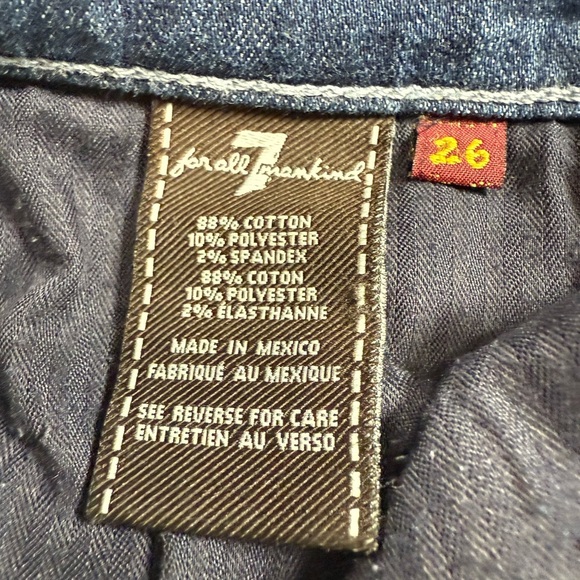 7
for all mankind
26
88% COTTON
10% POLYESTER
2% SPANDEX
88% COTON
10% POLYESTER
2% ÉLASTHANNE
MADE IN MEXICO
FABRIQUÉ AU MEXIQUE
SEE REVERSE FOR CARE
ENTRETIEN AU VERSO